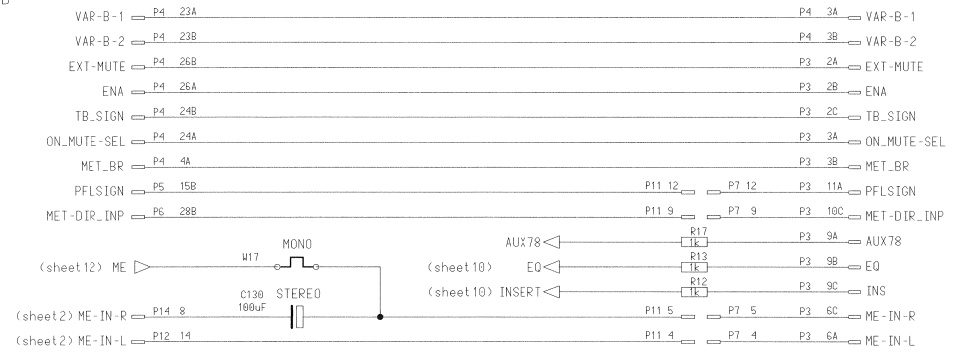 VAR-B-1 P4 23A P4 3A VAR-B-1
VAR-B-2 P4 23B P4 3B VAR-B-2
EXT-MUTE P4 26B P3 2A EXT-MUTE
ENA P4 26A P3 2B ENA
TB_SIGN P4 24B P3 2C TB_SIGN
ON_MUTE-SEL P4 24A P3 3A ON_MUTE-SEL
MET_BR P4 4A P3 3B MET_BR
PFLSIGN P5 15B P11 12 P7 12 P3 11A PFLSIGN
MET-DIR_INP P6 28B P11 9 P7 9 P3 10C MET-DIR_INP
AUX78 R17 1k P3 9A AUX78
MONO
W17
(sheet12) ME (sheet10) EQ R13 1k P3 9B EQ
(sheet10) INSERT R12 1k P3 9C INS
C130 STEREO
100uF
(sheet2) ME-IN-R P14 8 P11 5 P7 5 P3 6C ME-IN-R
(sheet2) ME-IN-L P12 14 P11 4 P7 4 P3 6A ME-IN-L